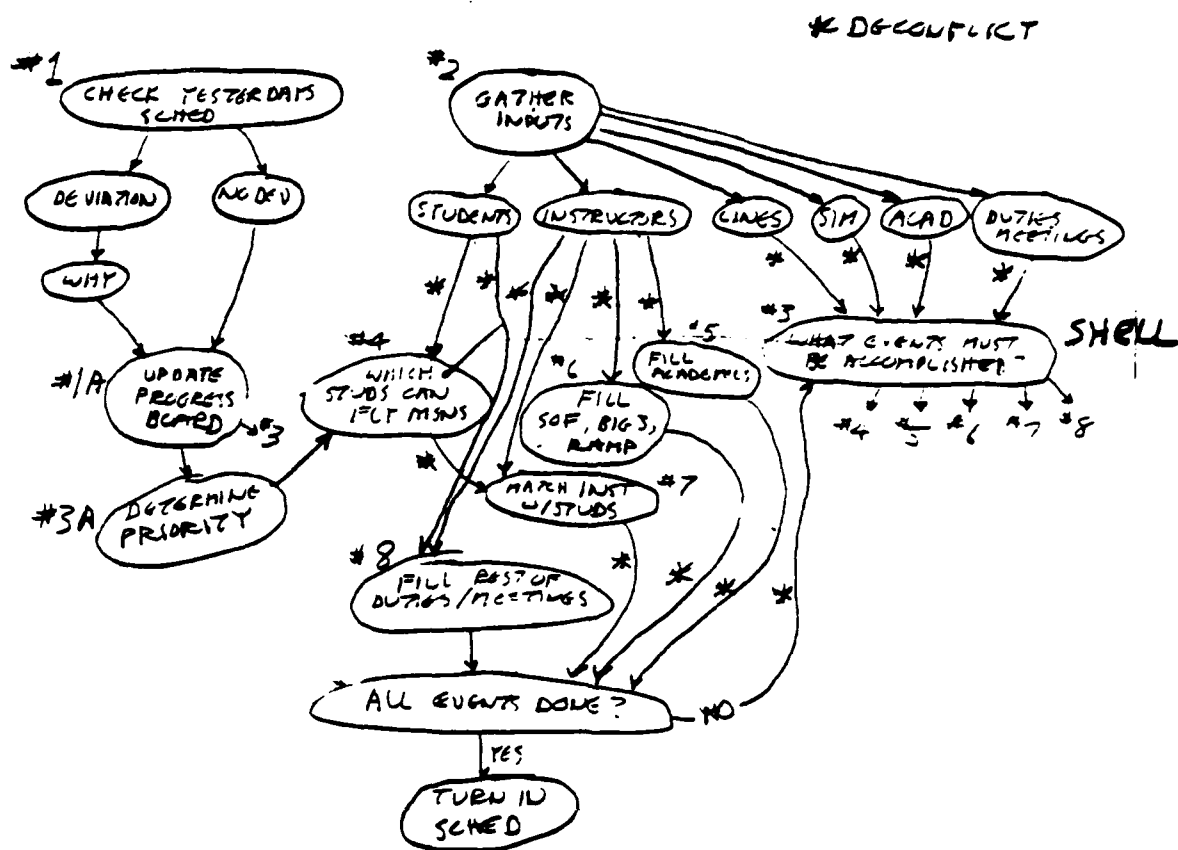 * DECONFLICT
#1
CHECK YESTERDAYS
SCHED
#2
GATHER
INPUTS
DEVIATION
NO DEV
WHY
STUDENTS
INSTRUCTORS
LINES
SIM
ACAD
DUTIES
MEETINGS
* * * * * * * * * *
#1A
UPDATE
PROGRESS
BOARD
#3
#3A
DETERMINE
PRIORITY
#4
WHICH
STUDS CAN
FLY MSNS
#5
FILL
ACADEMICS
#6
FILL
SOF, BIG 3,
RAMP
#3
WHAT EVENTS MUST
BE ACCOMPLISHED
SHELL
#4 #5 #6 #7 #8
*
MATCH INST
W/STUDS
#7
#8
FILL REST OF
DUTIES/MEETINGS
* * * *
ALL EVENTS DONE?
NO
YES
TURN IN
SCHED